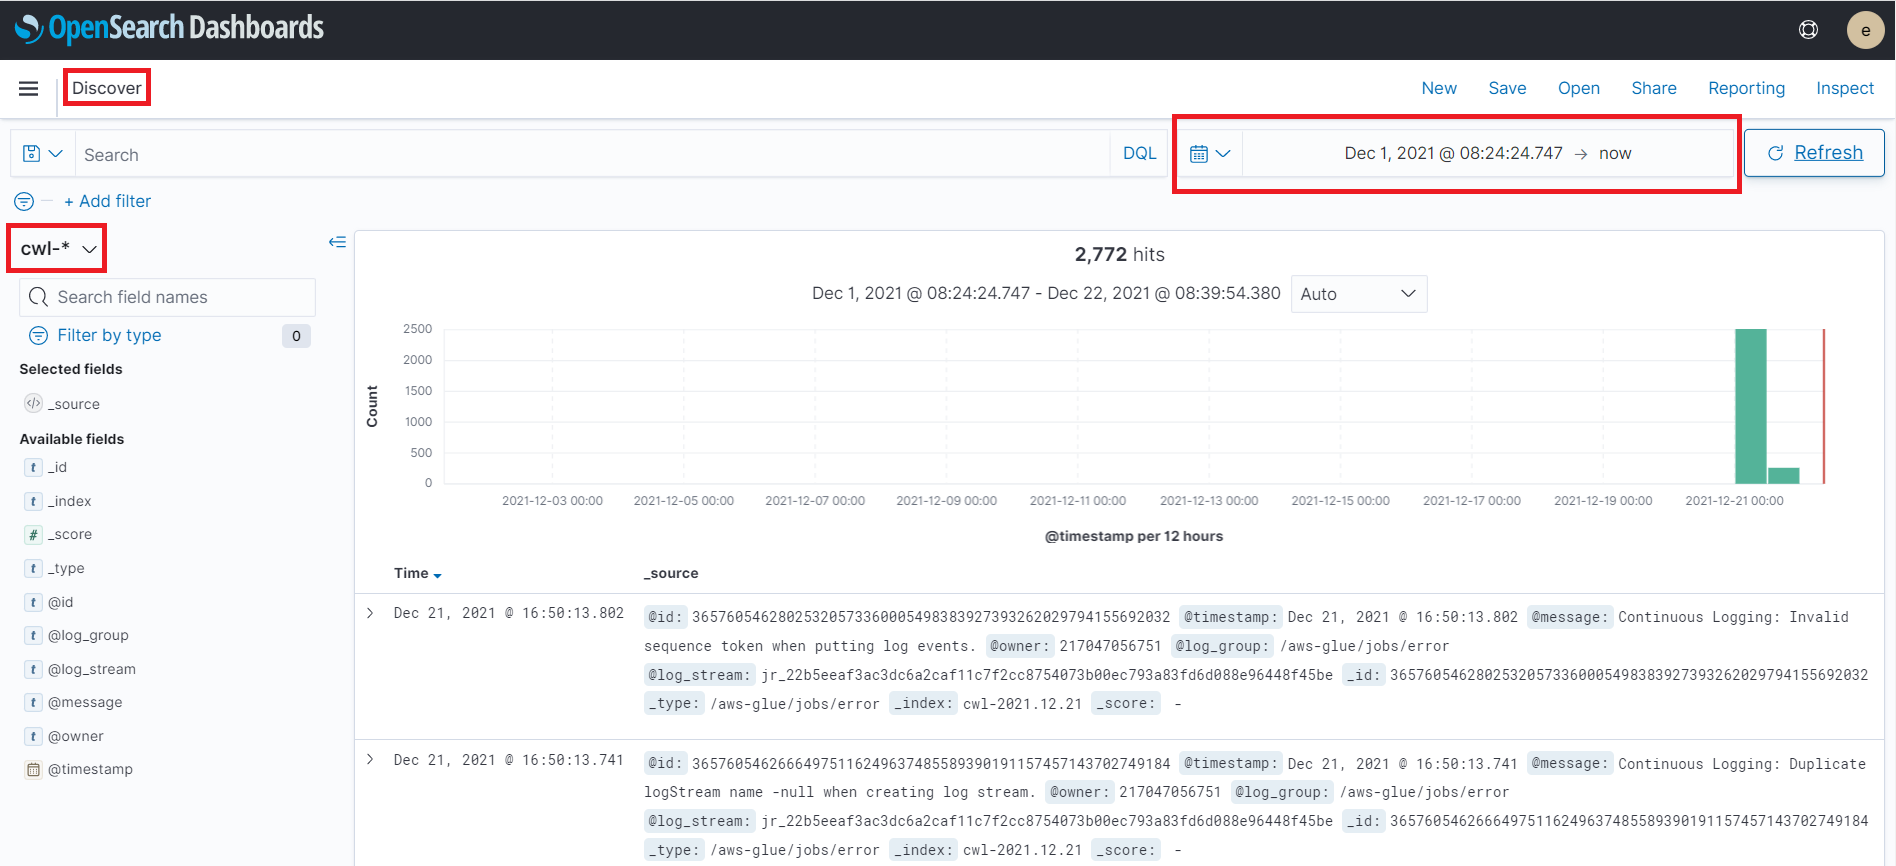 OpenSearch Dashboards
e
Discover
New Save Open Share Reporting Inspect
Search
DQL
Dec 1, 2021 @ 08:24:24.747 → now
Refresh
+ Add filter
cwl-*
Search field names
Filter by type 0
Selected fields
_source
Available fields
t _id
t _index
# _score
t _type
t @id
t @log_group
t @log_stream
t @message
t @owner
@timestamp
2,772 hits
Dec 1, 2021 @ 08:24:24.747 - Dec 22, 2021 @ 08:39:54.380 Auto
Count
2500
2000
1500
1000
500
0
2021-12-03 00:00 2021-12-05 00:00 2021-12-07 00:00 2021-12-09 00:00 2021-12-11 00:00 2021-12-13 00:00 2021-12-15 00:00 2021-12-17 00:00 2021-12-19 00:00 2021-12-21 00:00
@timestamp per 12 hours
Time _source
Dec 21, 2021 @ 16:50:13.802 @id: 36576054628025320573360005498383927393262029794155692032 @timestamp: Dec 21, 2021 @ 16:50:13.802 @message: Continuous Logging: Invalid
sequence token when putting log events. @owner: 217047056751 @log_group: /aws-glue/jobs/error
@log_stream: jr_22b5eeaf3ac3dc6a2caf11c7f2cc8754073b00ec793a83fd6d088e96448f45be _id: 36576054628025320573360005498383927393262029794155692032
_type: /aws-glue/jobs/error _index: cwl-2021.12.21 _score: -
Dec 21, 2021 @ 16:50:13.741 @id: 36576054626664975116249637485589390191157457143702749184 @timestamp: Dec 21, 2021 @ 16:50:13.741 @message: Continuous Logging: Duplicate
logStream name -null when creating log stream. @owner: 217047056751 @log_group: /aws-glue/jobs/error
@log_stream: jr_22b5eeaf3ac3dc6a2caf11c7f2cc8754073b00ec793a83fd6d088e96448f45be _id: 36576054626664975116249637485589390191157457143702749184
_type: /aws-glue/jobs/error _index: cwl-2021.12.21 _score: -